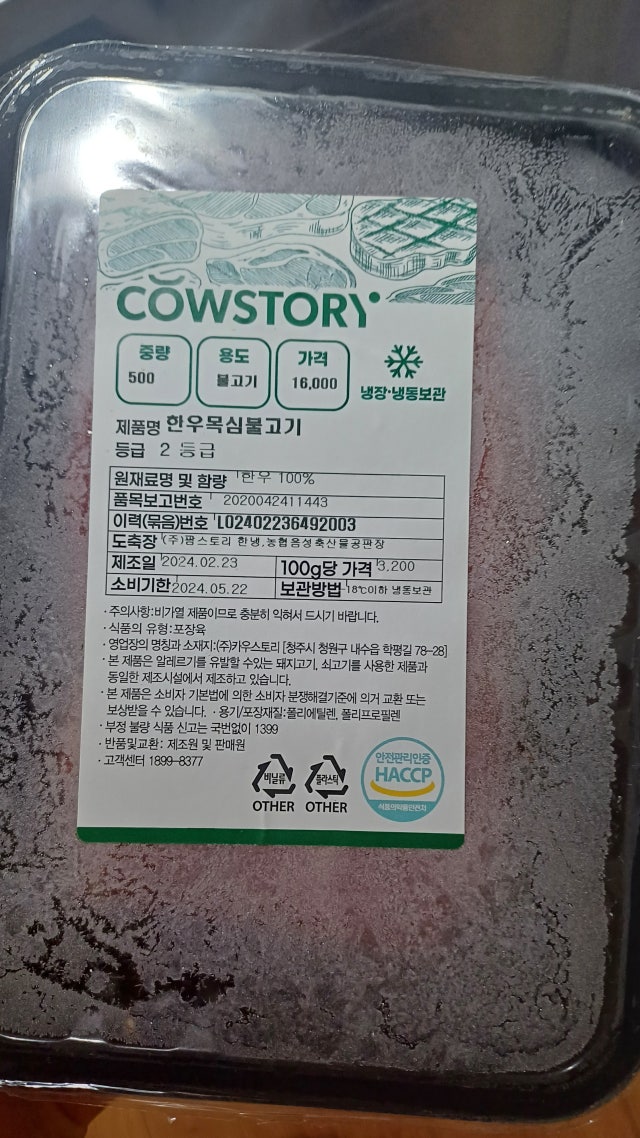 COWSTORY
중량 용도 가격
500 불고기 16,000
냉장·냉동보관
제품명 한우목심불고기
등급 2 등급
원재료명 및 함량 한우 100%
품목보고번호 2020042411443
이력(묶음)번호 L02402236492003
도축장 (주)팜스토리 한냉,농협음성축산물공판장
제조일 2024.02.23 100g당 가격 3,200
소비기한 2024.05.22 보관방법 -18℃이하 냉동보관
·주의사항:비가열 제품이므로 충분히 익혀서 드시기 바랍니다.
·식품의 유형:포장육
·영업장의 명칭과 소재지:(주)카우스토리 [청주시 청원구 내수읍 학평길 78-28]
·본 제품은 알레르기를 유발할 수있는 돼지고기, 쇠고기를 사용한 제품과
동일한 제조시설에서 제조하고 있습니다.
·본 제품은 소비자 기본법에 의한 소비자 분쟁해결기준에 의거 교환 또는
보상받을 수 있습니다. ·용기/포장재질:폴리에틸렌, 폴리프로필렌
·부정 불량 식품 신고는 국번없이 1399
·반품및교환: 제조원 및 판매원
·고객센터 1899-8377
비닐류 플라스틱
OTHER OTHER
안전관리인증
HACCP
식품의약품안전처